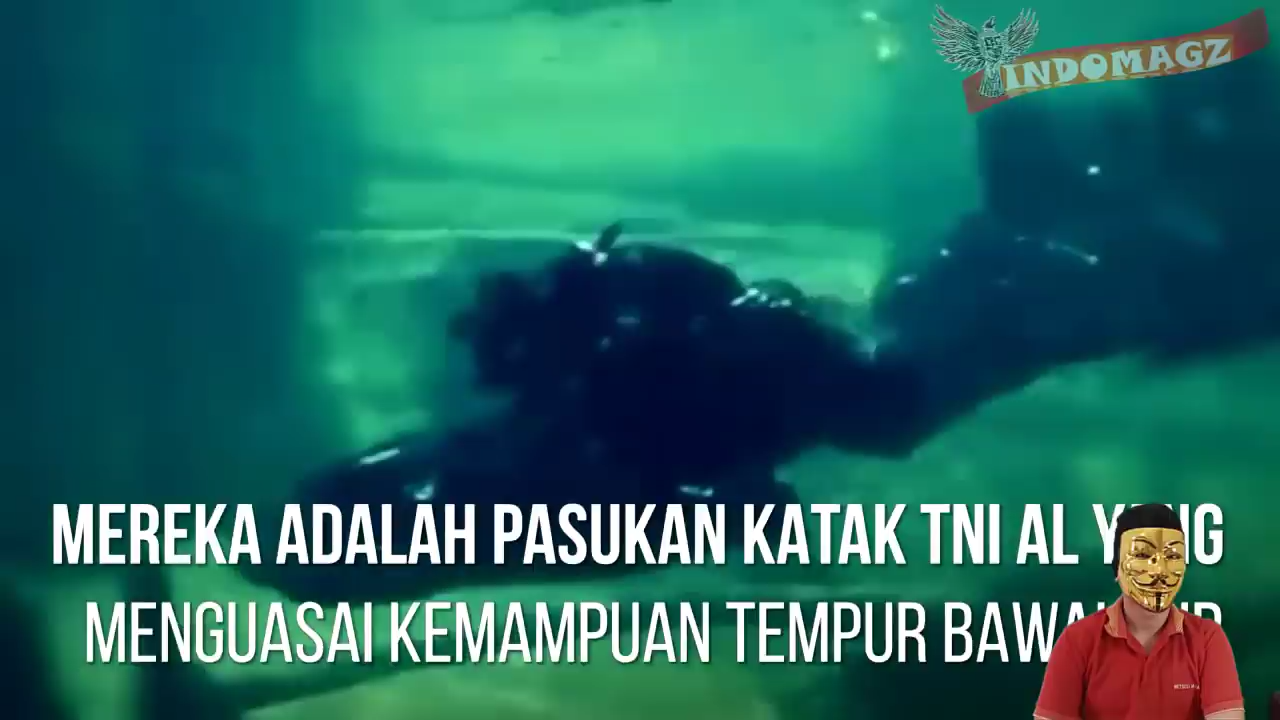 INDOMAGZ
MEREKA ADALAH PASUKAN KATAK TNI AL
MENGUASAI KEMAMPUAN TEMPUR